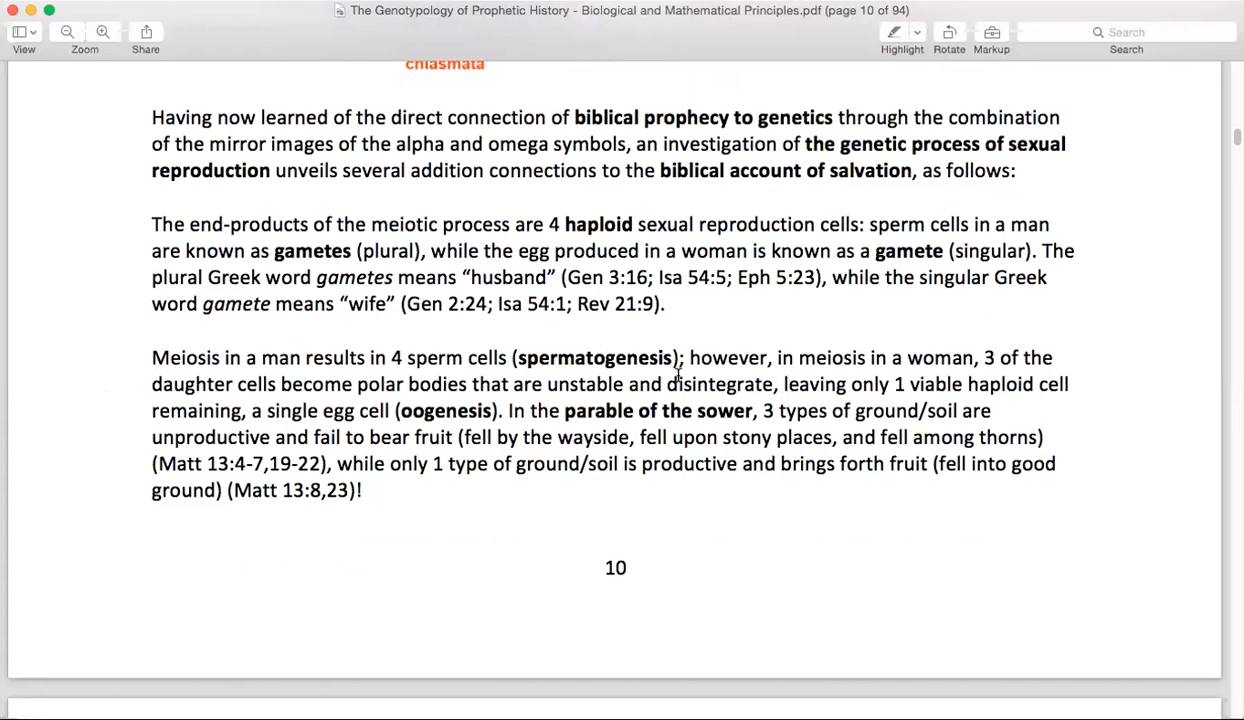 The Genotypology of Prophetic History - Biological and Mathematical Principles.pdf (page 10 of 94)
View
Zoom
Share
Highlight
Rotate
Markup
Search
Search
chiasmata
Having now learned of the direct connection of biblical prophecy to genetics through the combination
of the mirror images of the alpha and omega symbols, an investigation of the genetic process of sexual
reproduction unveils several addition connections to the biblical account of salvation, as follows:
The end-products of the meiotic process are 4 haploid sexual reproduction cells: sperm cells in a man
are known as gametes (plural), while the egg produced in a woman is known as a gamete (singular). The
plural Greek word gametes means “husband” (Gen 3:16; Isa 54:5; Eph 5:23), while the singular Greek
word gamete means “wife” (Gen 2:24; Isa 54:1; Rev 21:9).
Meiosis in a man results in 4 sperm cells (spermatogenesis); however, in meiosis in a woman, 3 of the
daughter cells become polar bodies that are unstable and disintegrate, leaving only 1 viable haploid cell
remaining, a single egg cell (oogenesis). In the parable of the sower, 3 types of ground/soil are
unproductive and fail to bear fruit (fell by the wayside, fell upon stony places, and fell among thorns)
(Matt 13:4-7,19-22), while only 1 type of ground/soil is productive and brings forth fruit (fell into good
ground) (Matt 13:8,23)!
10